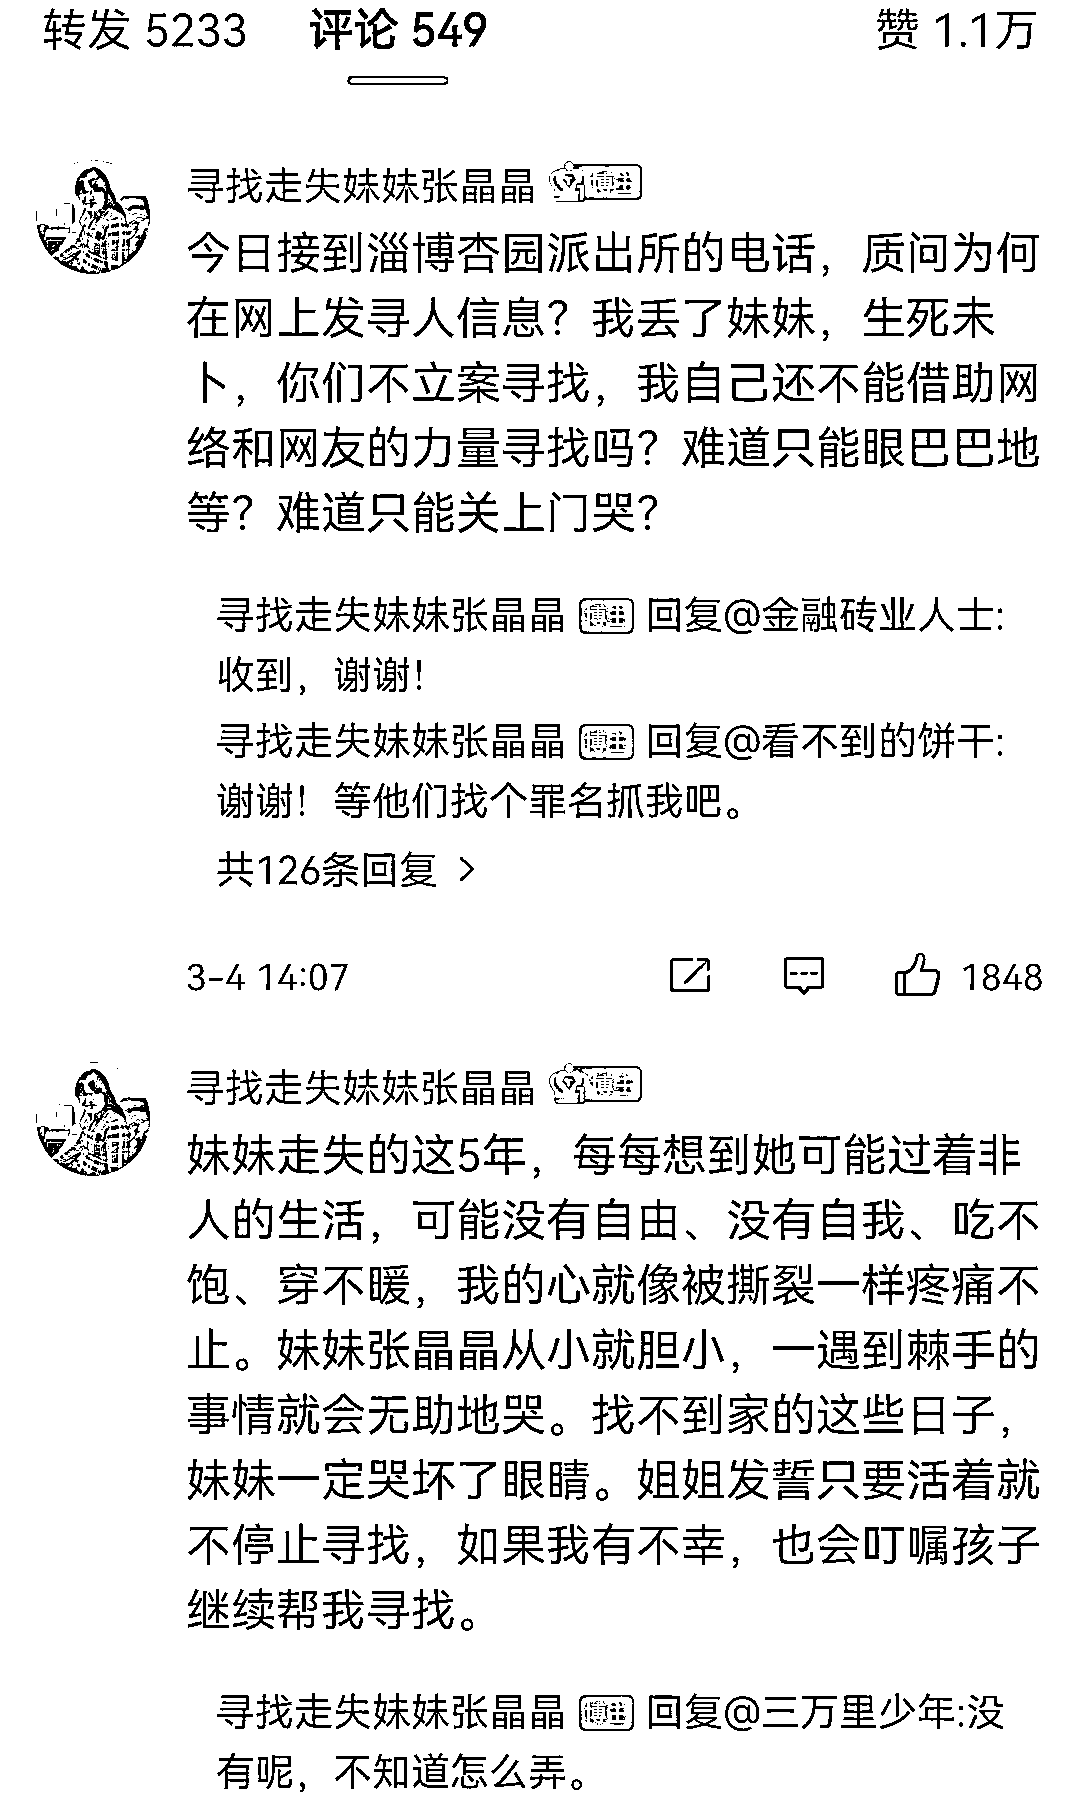 转发 5233 评论 549 赞 1.1万
寻找走失妹妹张晶晶 博主
今日接到淄博杏园派出所的电话，质问为何
在网上发寻人信息？我丢了妹妹，生死未
卜，你们不立案寻找，我自己还不能借助网
络和网友的力量寻找吗？难道只能眼巴巴地
等？难道只能关上门哭？
寻找走失妹妹张晶晶 博主 回复@金融砖业人士:
收到，谢谢！
寻找走失妹妹张晶晶 博主 回复@看不到的饼干:
谢谢！等他们找个罪名抓我吧。
共126条回复 >
3-4 14:07 1848
寻找走失妹妹张晶晶 博主
妹妹走失的这5年，每每想到她可能过着非
人的生活，可能没有自由、没有自我、吃不
饱、穿不暖，我的心就像被撕裂一样疼痛不
止。妹妹张晶晶从小就胆小，一遇到棘手的
事情就会无助地哭。找不到家的这些日子，
妹妹一定哭坏了眼睛。姐姐发誓只要活着就
不停止寻找，如果我有不幸，也会叮嘱孩子
继续帮我寻找。
寻找走失妹妹张晶晶 博主 回复@三万里少年:没
有呢，不知道怎么弄。